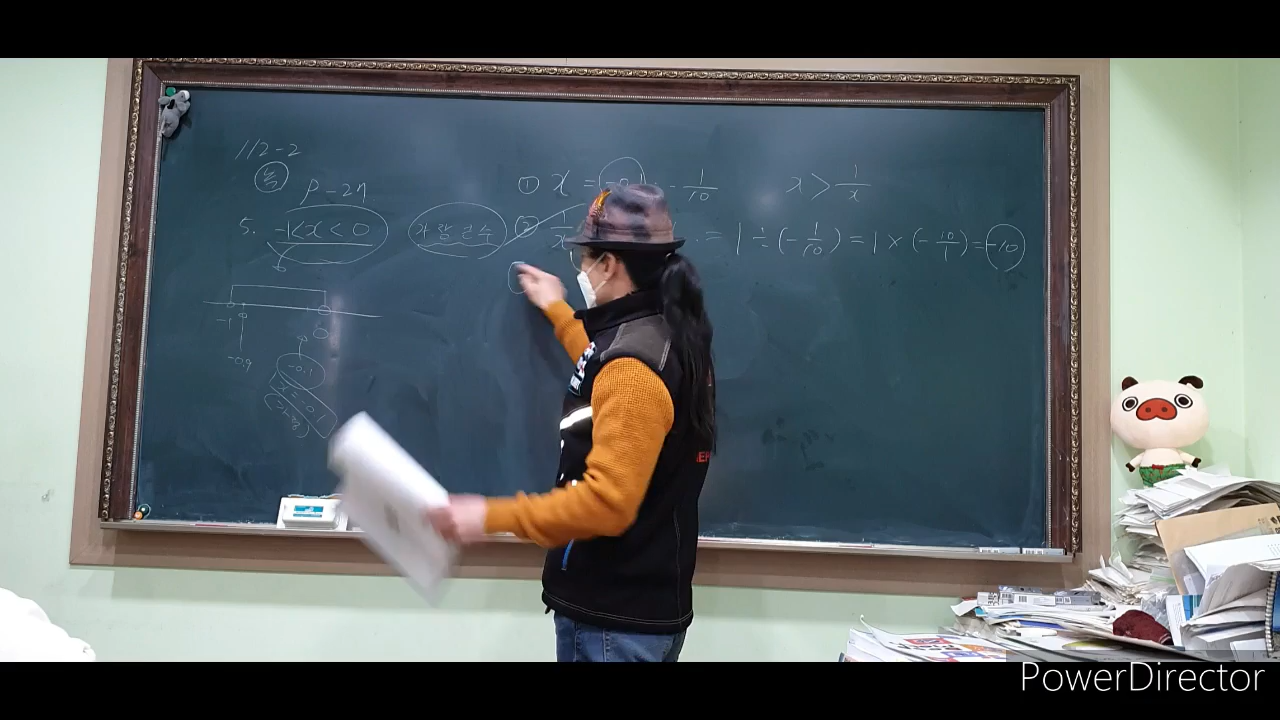 112-2
P-27
5. -1<x<0
가장 큰 수
① x = - 1/10
x > 1/x
② 1/x = 1÷(-1/10) = 1×(-10/1) = -10
-1
0
-0.9
-0.1
PowerDirector